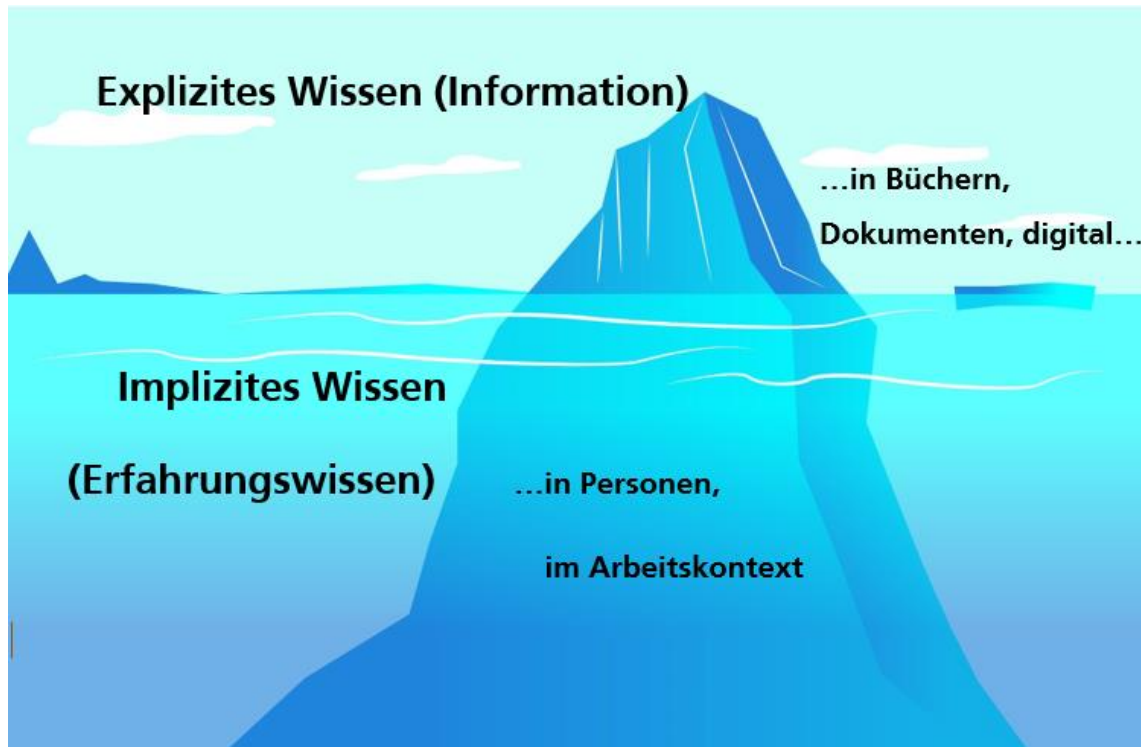 Explizites Wissen (Information)
…in Büchern,
Dokumenten, digital…
Implizites Wissen
(Erfahrungswissen)
…in Personen,
im Arbeitskontext